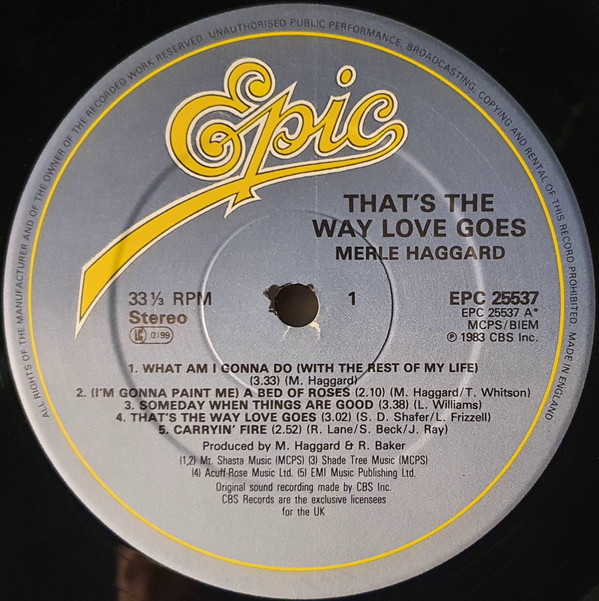 ALL RIGHTS OF THE MANUFACTURER AND OF THE OWNER OF THE RECORDED WORK RESERVED. UNAUTHORISED PUBLIC PERFORMANCE, BROADCASTING, COPYING AND RENTAL OF THIS RECORD PROHIBITED. MADE IN ENGLAND
Epic
THAT'S THE
WAY LOVE GOES
MERLE HAGGARD
33⅓ RPM
Stereo
LC 0199
1
EPC 25537
EPC 25537 A*
MCPS/BIEM
℗ 1983 CBS Inc.
1. WHAT AM I GONNA DO (WITH THE REST OF MY LIFE)
(3.33) (M. Haggard)
2. (I'M GONNA PAINT ME) A BED OF ROSES (2.10) (M. Haggard/T. Whitson)
3. SOMEDAY WHEN THINGS ARE GOOD (3.38) (L. Williams)
4. THAT'S THE WAY LOVE GOES (3.02) (S. D. Shafer/L. Frizzell)
5. CARRYIN' FIRE (2.52) (R. Lane/S. Beck/J. Ray)
Produced by M. Haggard & R. Baker
(1,2) Mt. Shasta Music (MCPS) (3) Shade Tree Music (MCPS)
(4) Acuff-Rose Music Ltd. (5) EMI Music Publishing Ltd.
Original sound recording made by CBS Inc.
CBS Records are the exclusive licensees
for the UK